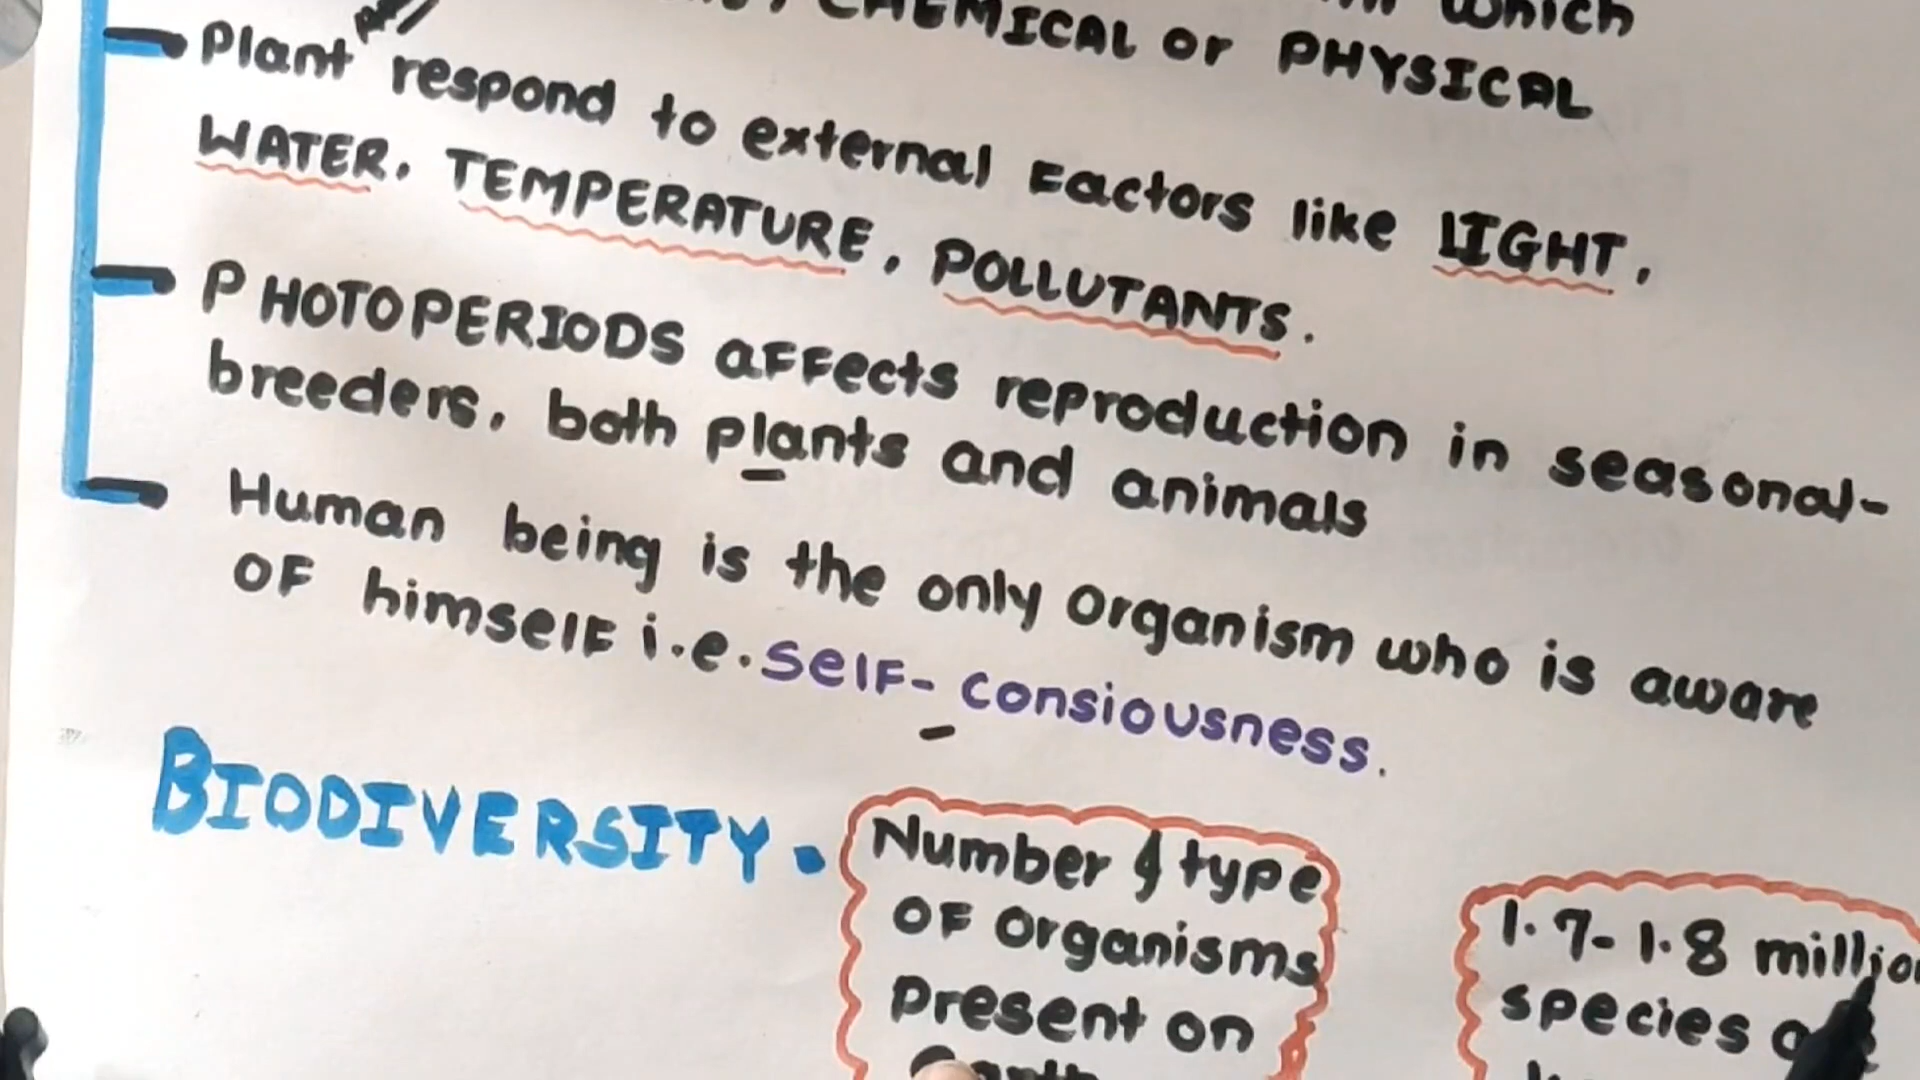 which
CHEMICAL or PHYSICAL
Plant respond to external Factors like LIGHT,
WATER, TEMPERATURE, POLLUTANTS.
PHOTOPERIODS affects reproduction in seasonal-
breeders, both plants and animals
Human being is the only organism who is aware
of himself i.e. self-consiousness.
BIODIVERSITY.
Number & type
of organisms
present on
1.7-1.8 million
species